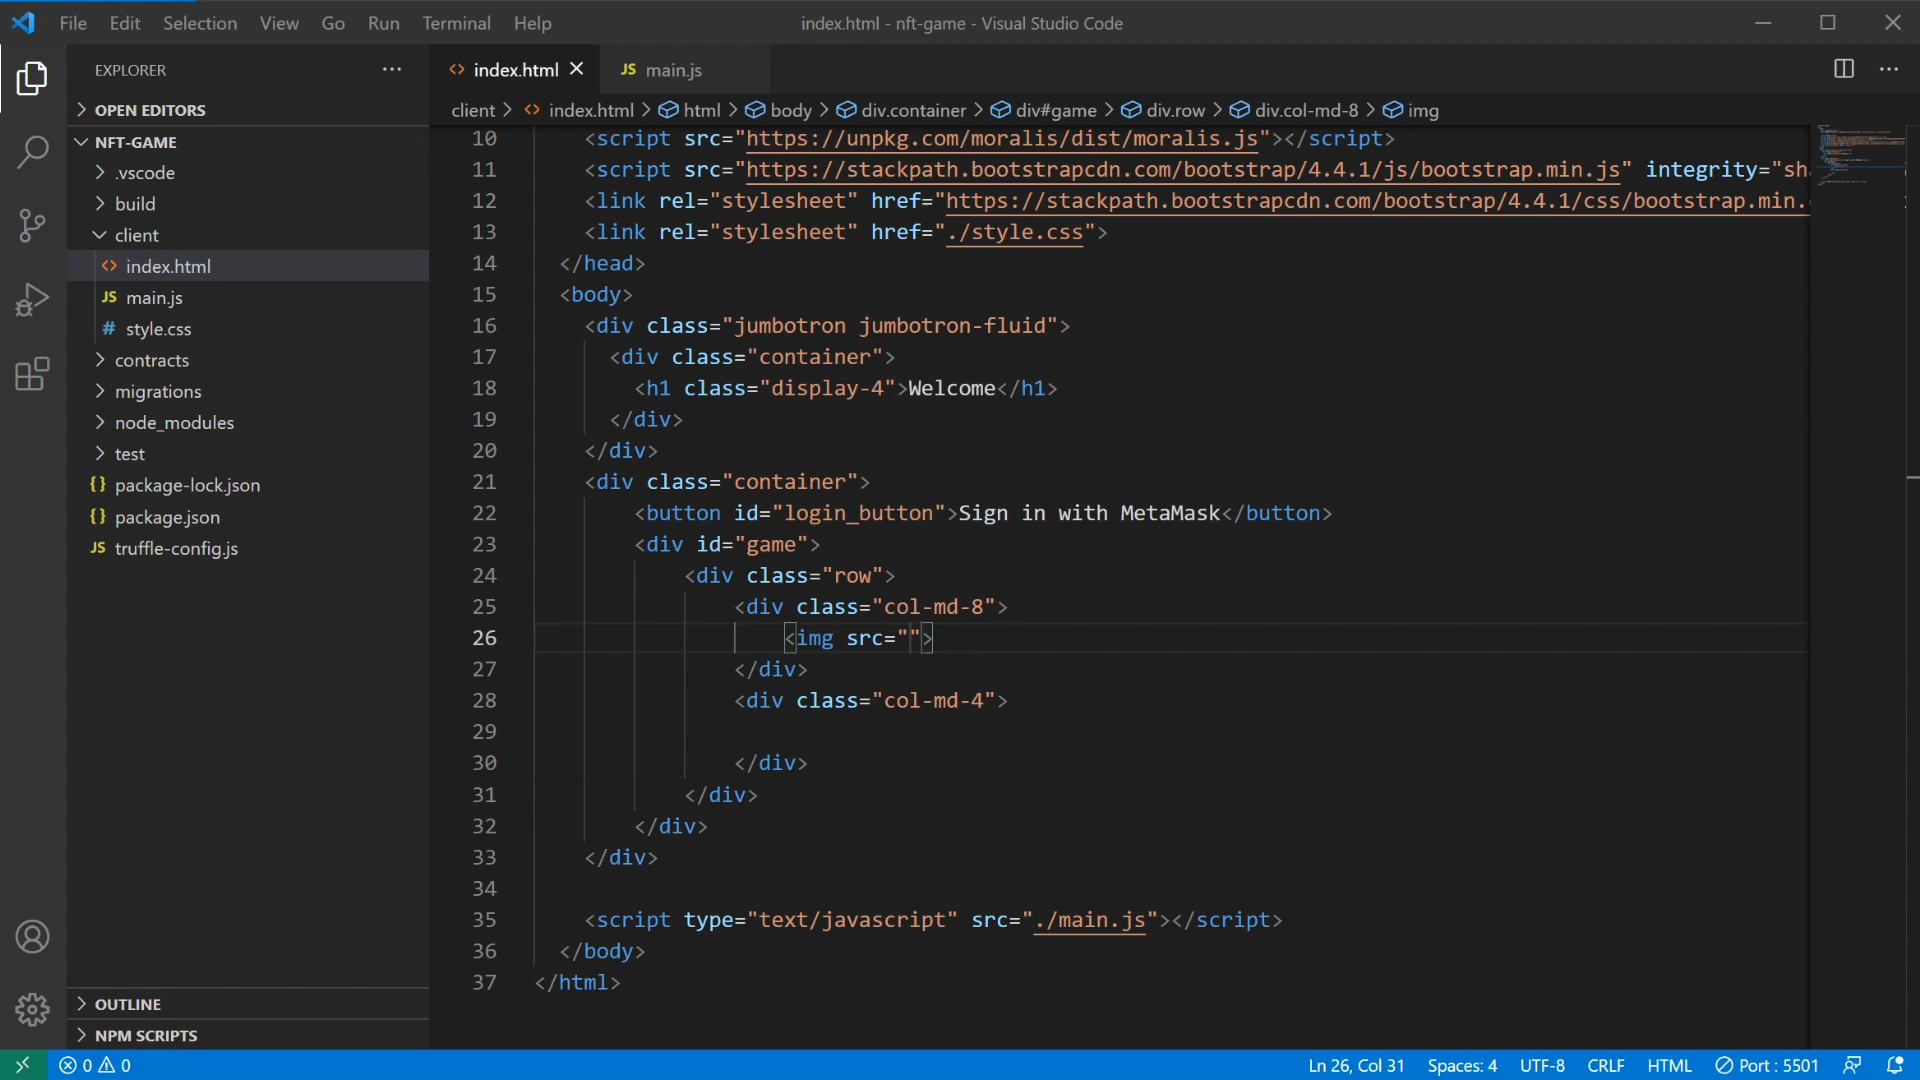 File Edit Selection View Go Run Terminal Help
index.html - nft-game - Visual Studio Code
EXPLORER
index.html
JS main.js
OPEN EDITORS
client > index.html > html > body > div.container > div#game > div.row > div.col-md-8 > img
NFT-GAME
.vscode
build
client
index.html
JS main.js
# style.css
contracts
migrations
node_modules
test
{} package-lock.json
{} package.json
JS truffle-config.js
OUTLINE
NPM SCRIPTS
10 <script src="https://unpkg.com/moralis/dist/moralis.js"></script>
11 <script src="https://stackpath.bootstrapcdn.com/bootstrap/4.4.1/js/bootstrap.min.js" integrity="sha
12 <link rel="stylesheet" href="https://stackpath.bootstrapcdn.com/bootstrap/4.4.1/css/bootstrap.min.
13 <link rel="stylesheet" href="./style.css">
14 </head>
15 <body>
16 <div class="jumbotron jumbotron-fluid">
17 <div class="container">
18 <h1 class="display-4">Welcome</h1>
19 </div>
20 </div>
21 <div class="container">
22 <button id="login_button">Sign in with MetaMask</button>
23 <div id="game">
24 <div class="row">
25 <div class="col-md-8">
26 <img src="">
27 </div>
28 <div class="col-md-4">
29
30 </div>
31 </div>
32 </div>
33 </div>
34
35 <script type="text/javascript" src="./main.js"></script>
36 </body>
37 </html>
0 0
Ln 26, Col 31 Spaces: 4 UTF-8 CRLF HTML Port : 5501